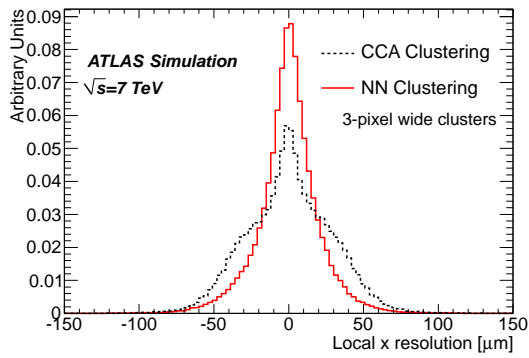 Arbitrary Units
0.09
0.08
0.07
0.06
0.05
0.04
0.03
0.02
0.01
0
ATLAS Simulation
√s=7 TeV
CCA Clustering
NN Clustering
3-pixel wide clusters
-150 -100 -50 0 50 100 150
Local x resolution [μm]